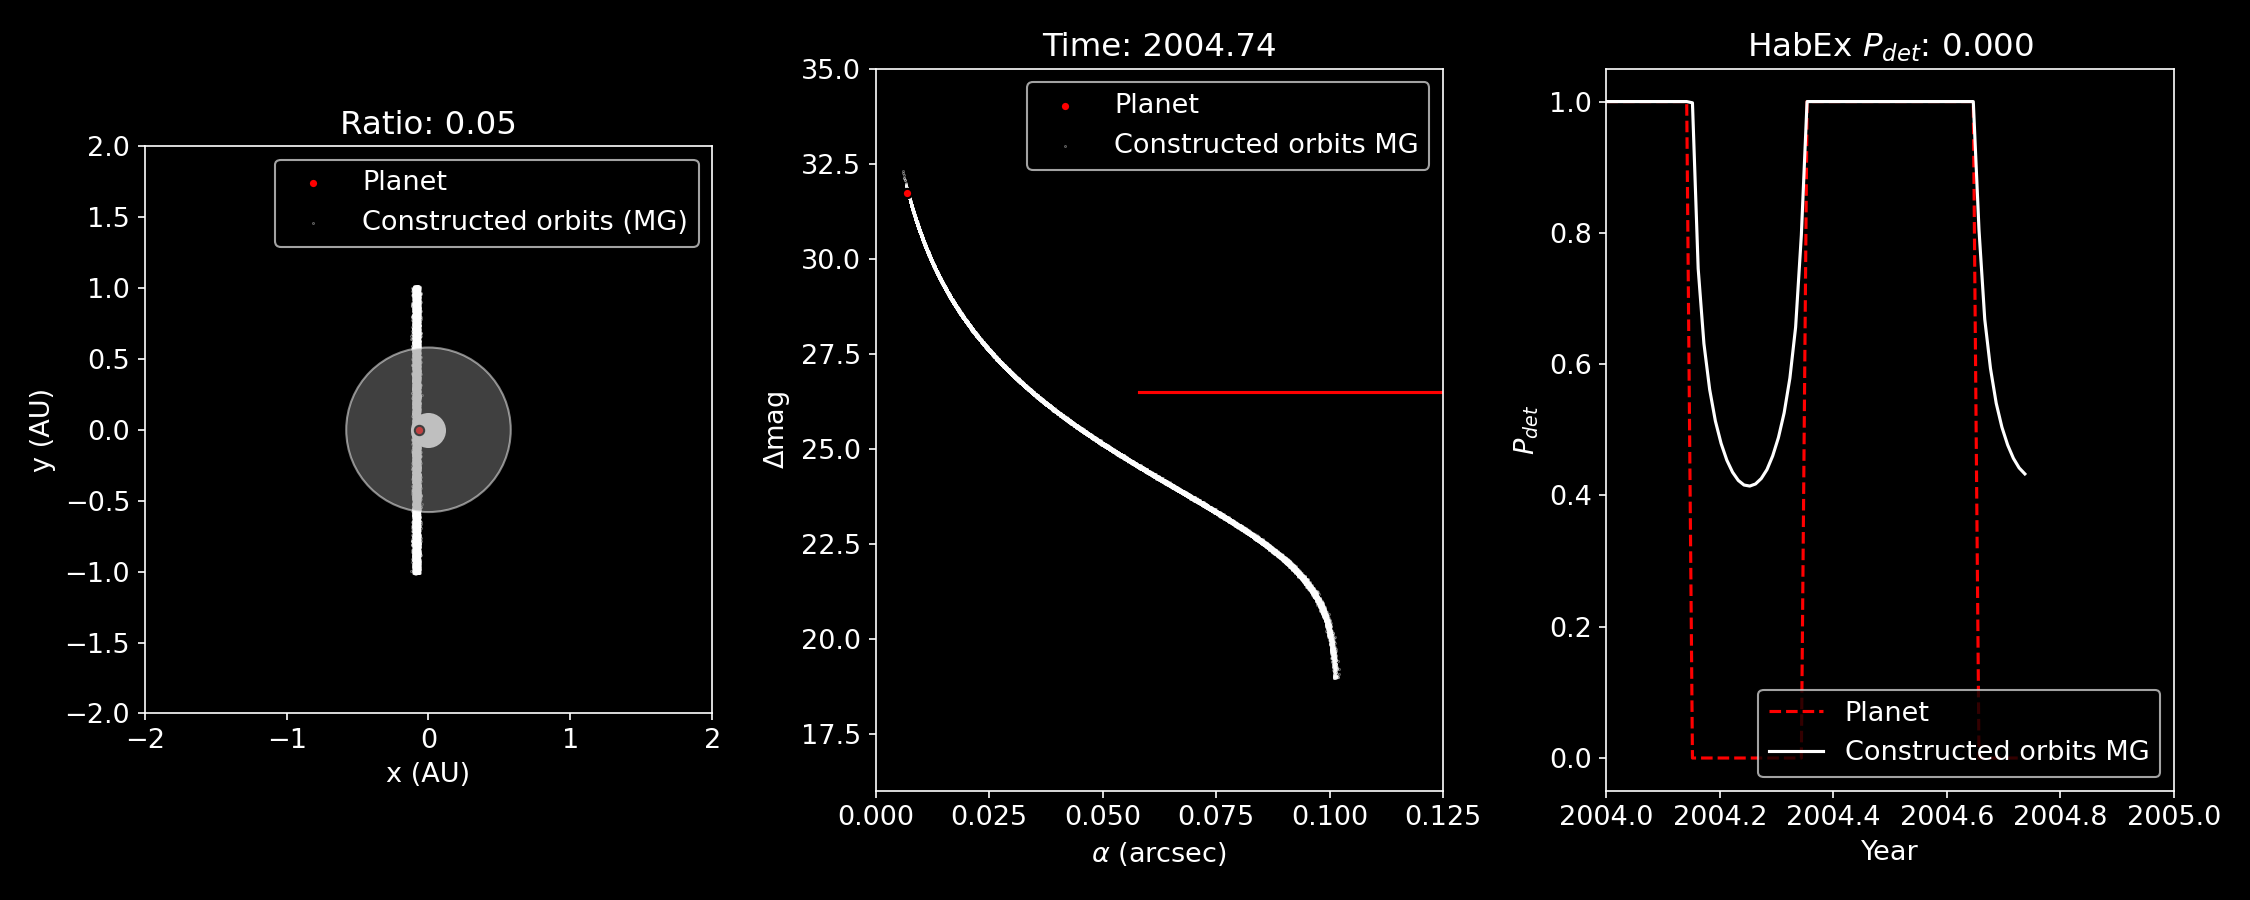 Ratio: 0.05
2.0
1.5
1.0
0.5
0.0
−0.5
−1.0
−1.5
−2.0
−2
−1
0
1
2
x (AU)
y (AU)
Planet
Constructed orbits (MG)
Time: 2004.74
35.0
32.5
30.0
27.5
25.0
22.5
20.0
17.5
0.000
0.025
0.050
0.075
0.100
0.125
α (arcsec)
Δmag
Planet
Constructed orbits MG
HabEx P_det: 0.000
1.0
0.8
0.6
0.4
0.2
0.0
2004.0
2004.2
2004.4
2004.6
2004.8
2005.0
Year
P_det
Planet
Constructed orbits MG